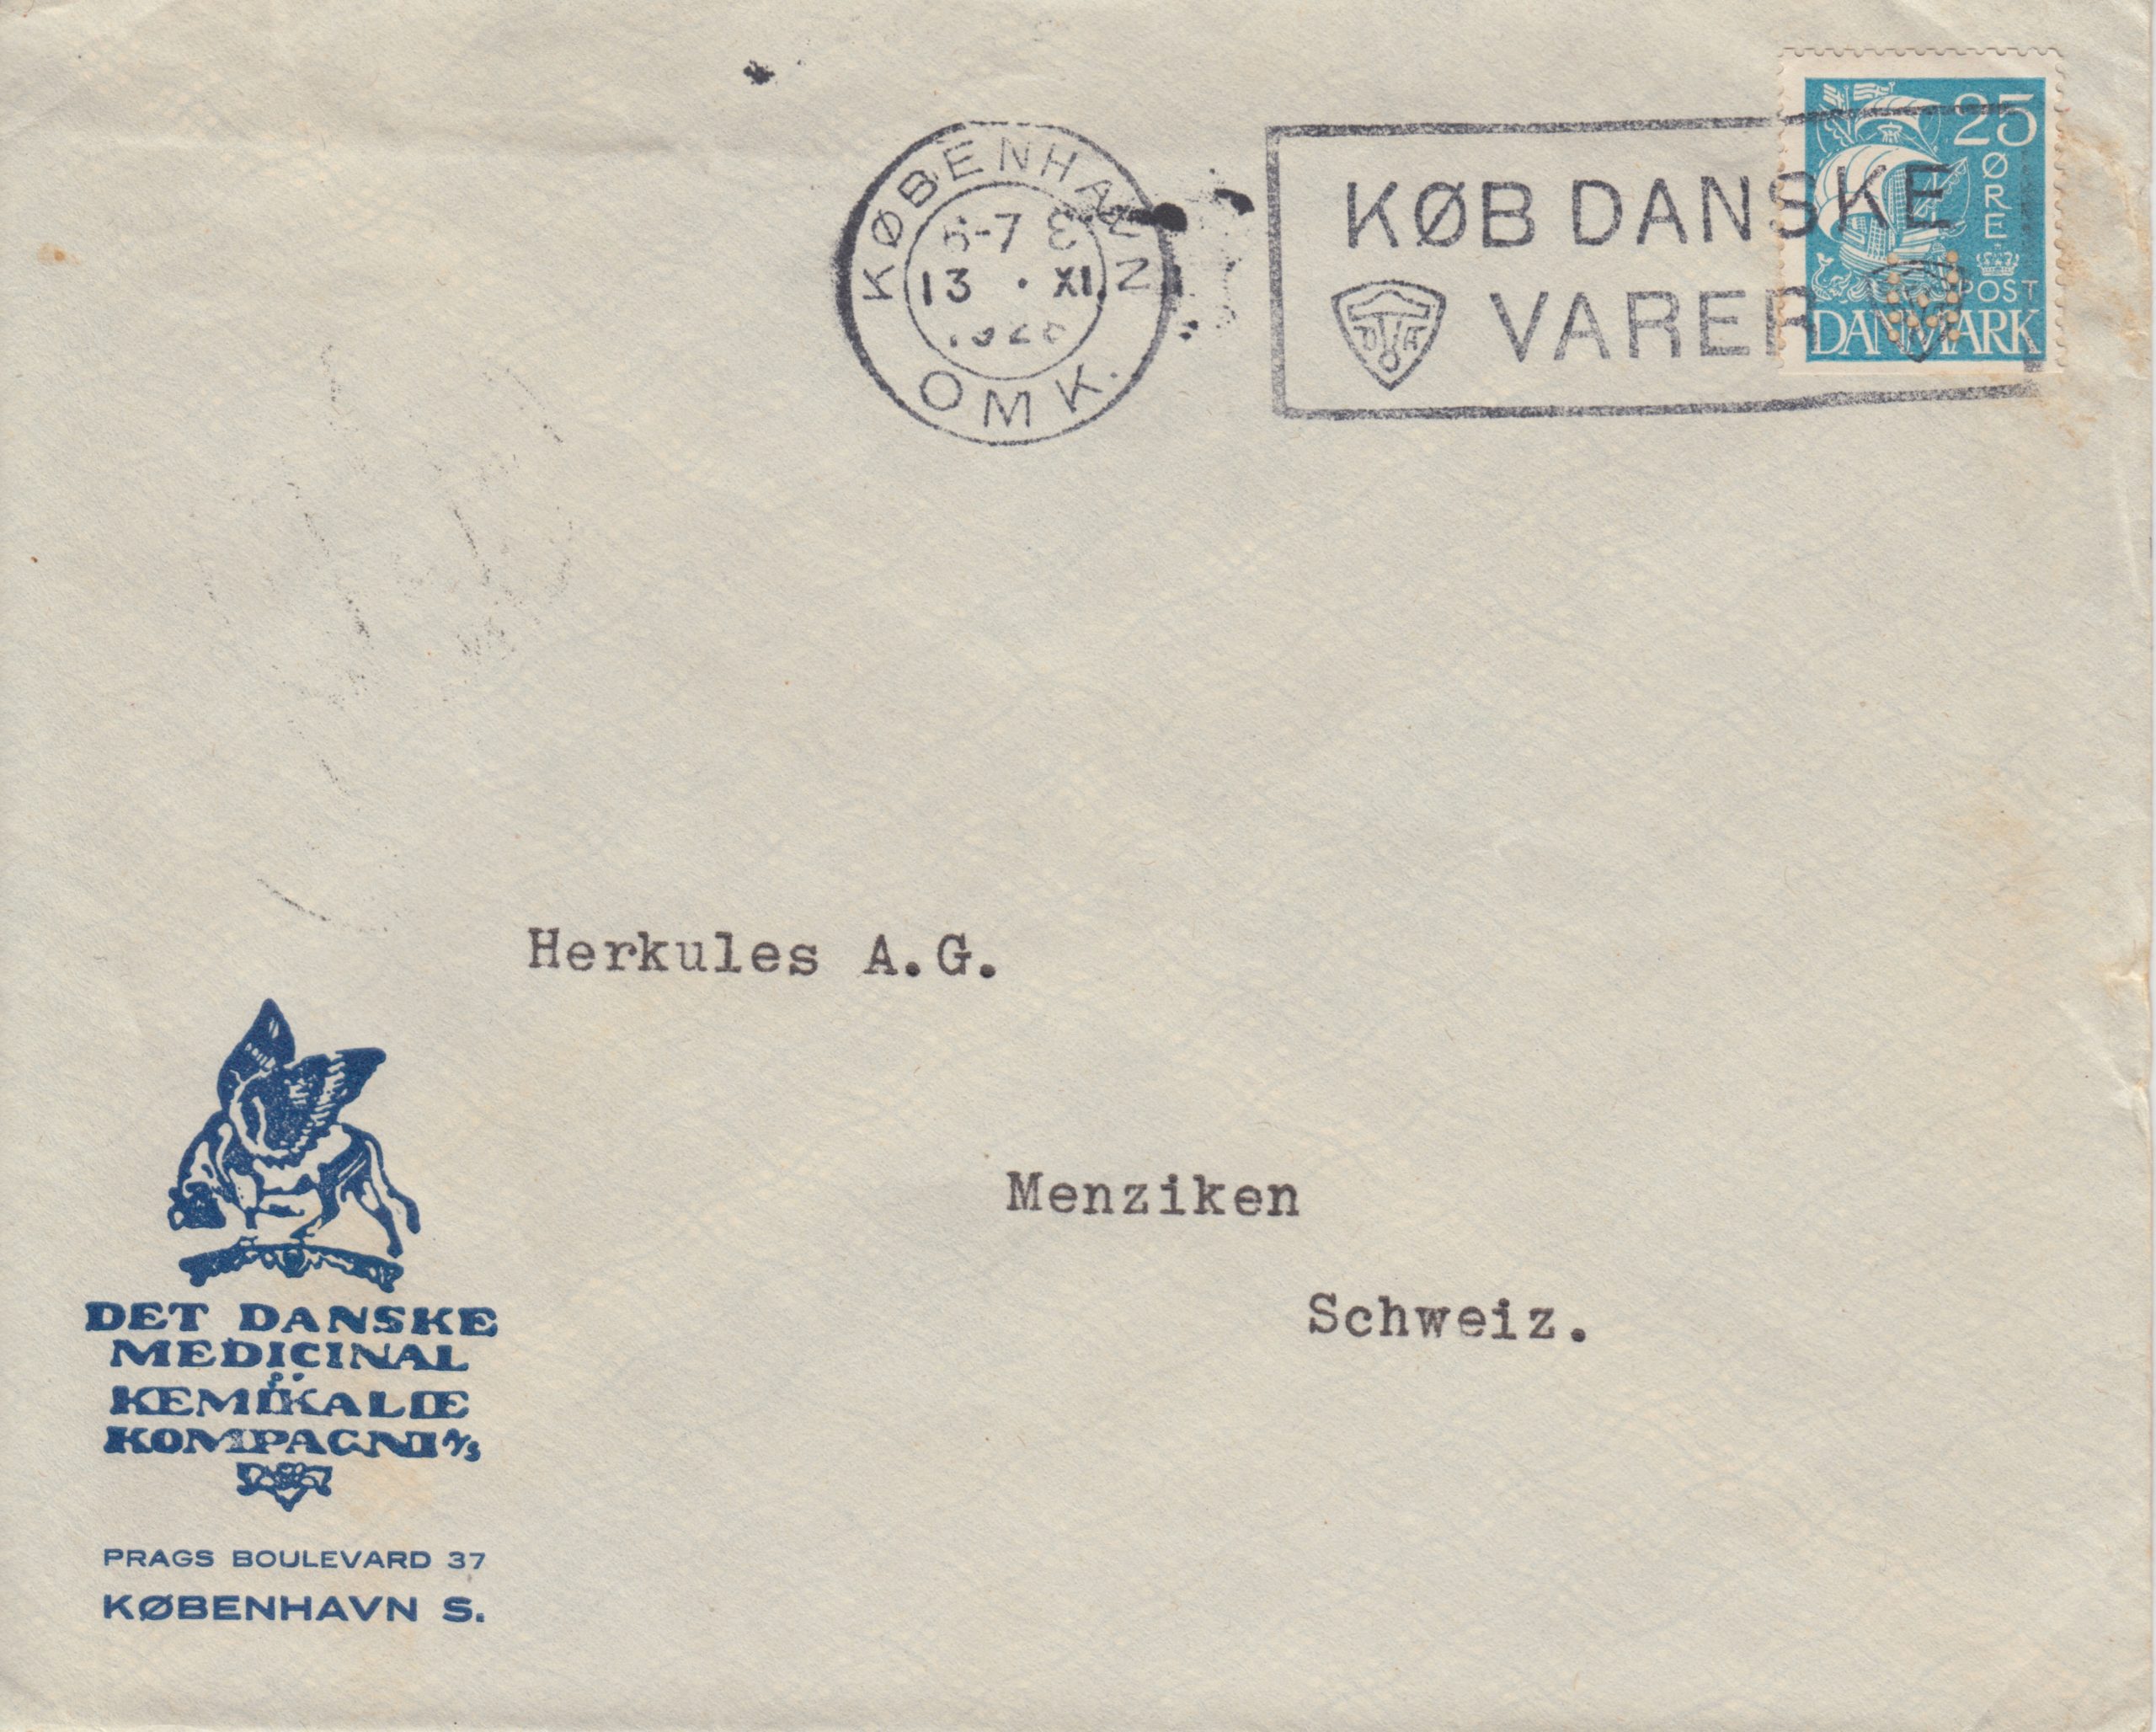 KØBENHAVN
6-7 E
13 . XI.
OMK.
KØB DANSKE
VARER
25
ØRE
POST
DANMARK
Herkules A.G.
Menziken
Schweiz.
DET DANSKE
MEDICINAL
&
KEMIKALIE
KOMPAGNI A/S
PRAGS BOULEVARD 37
KØBENHAVN S.